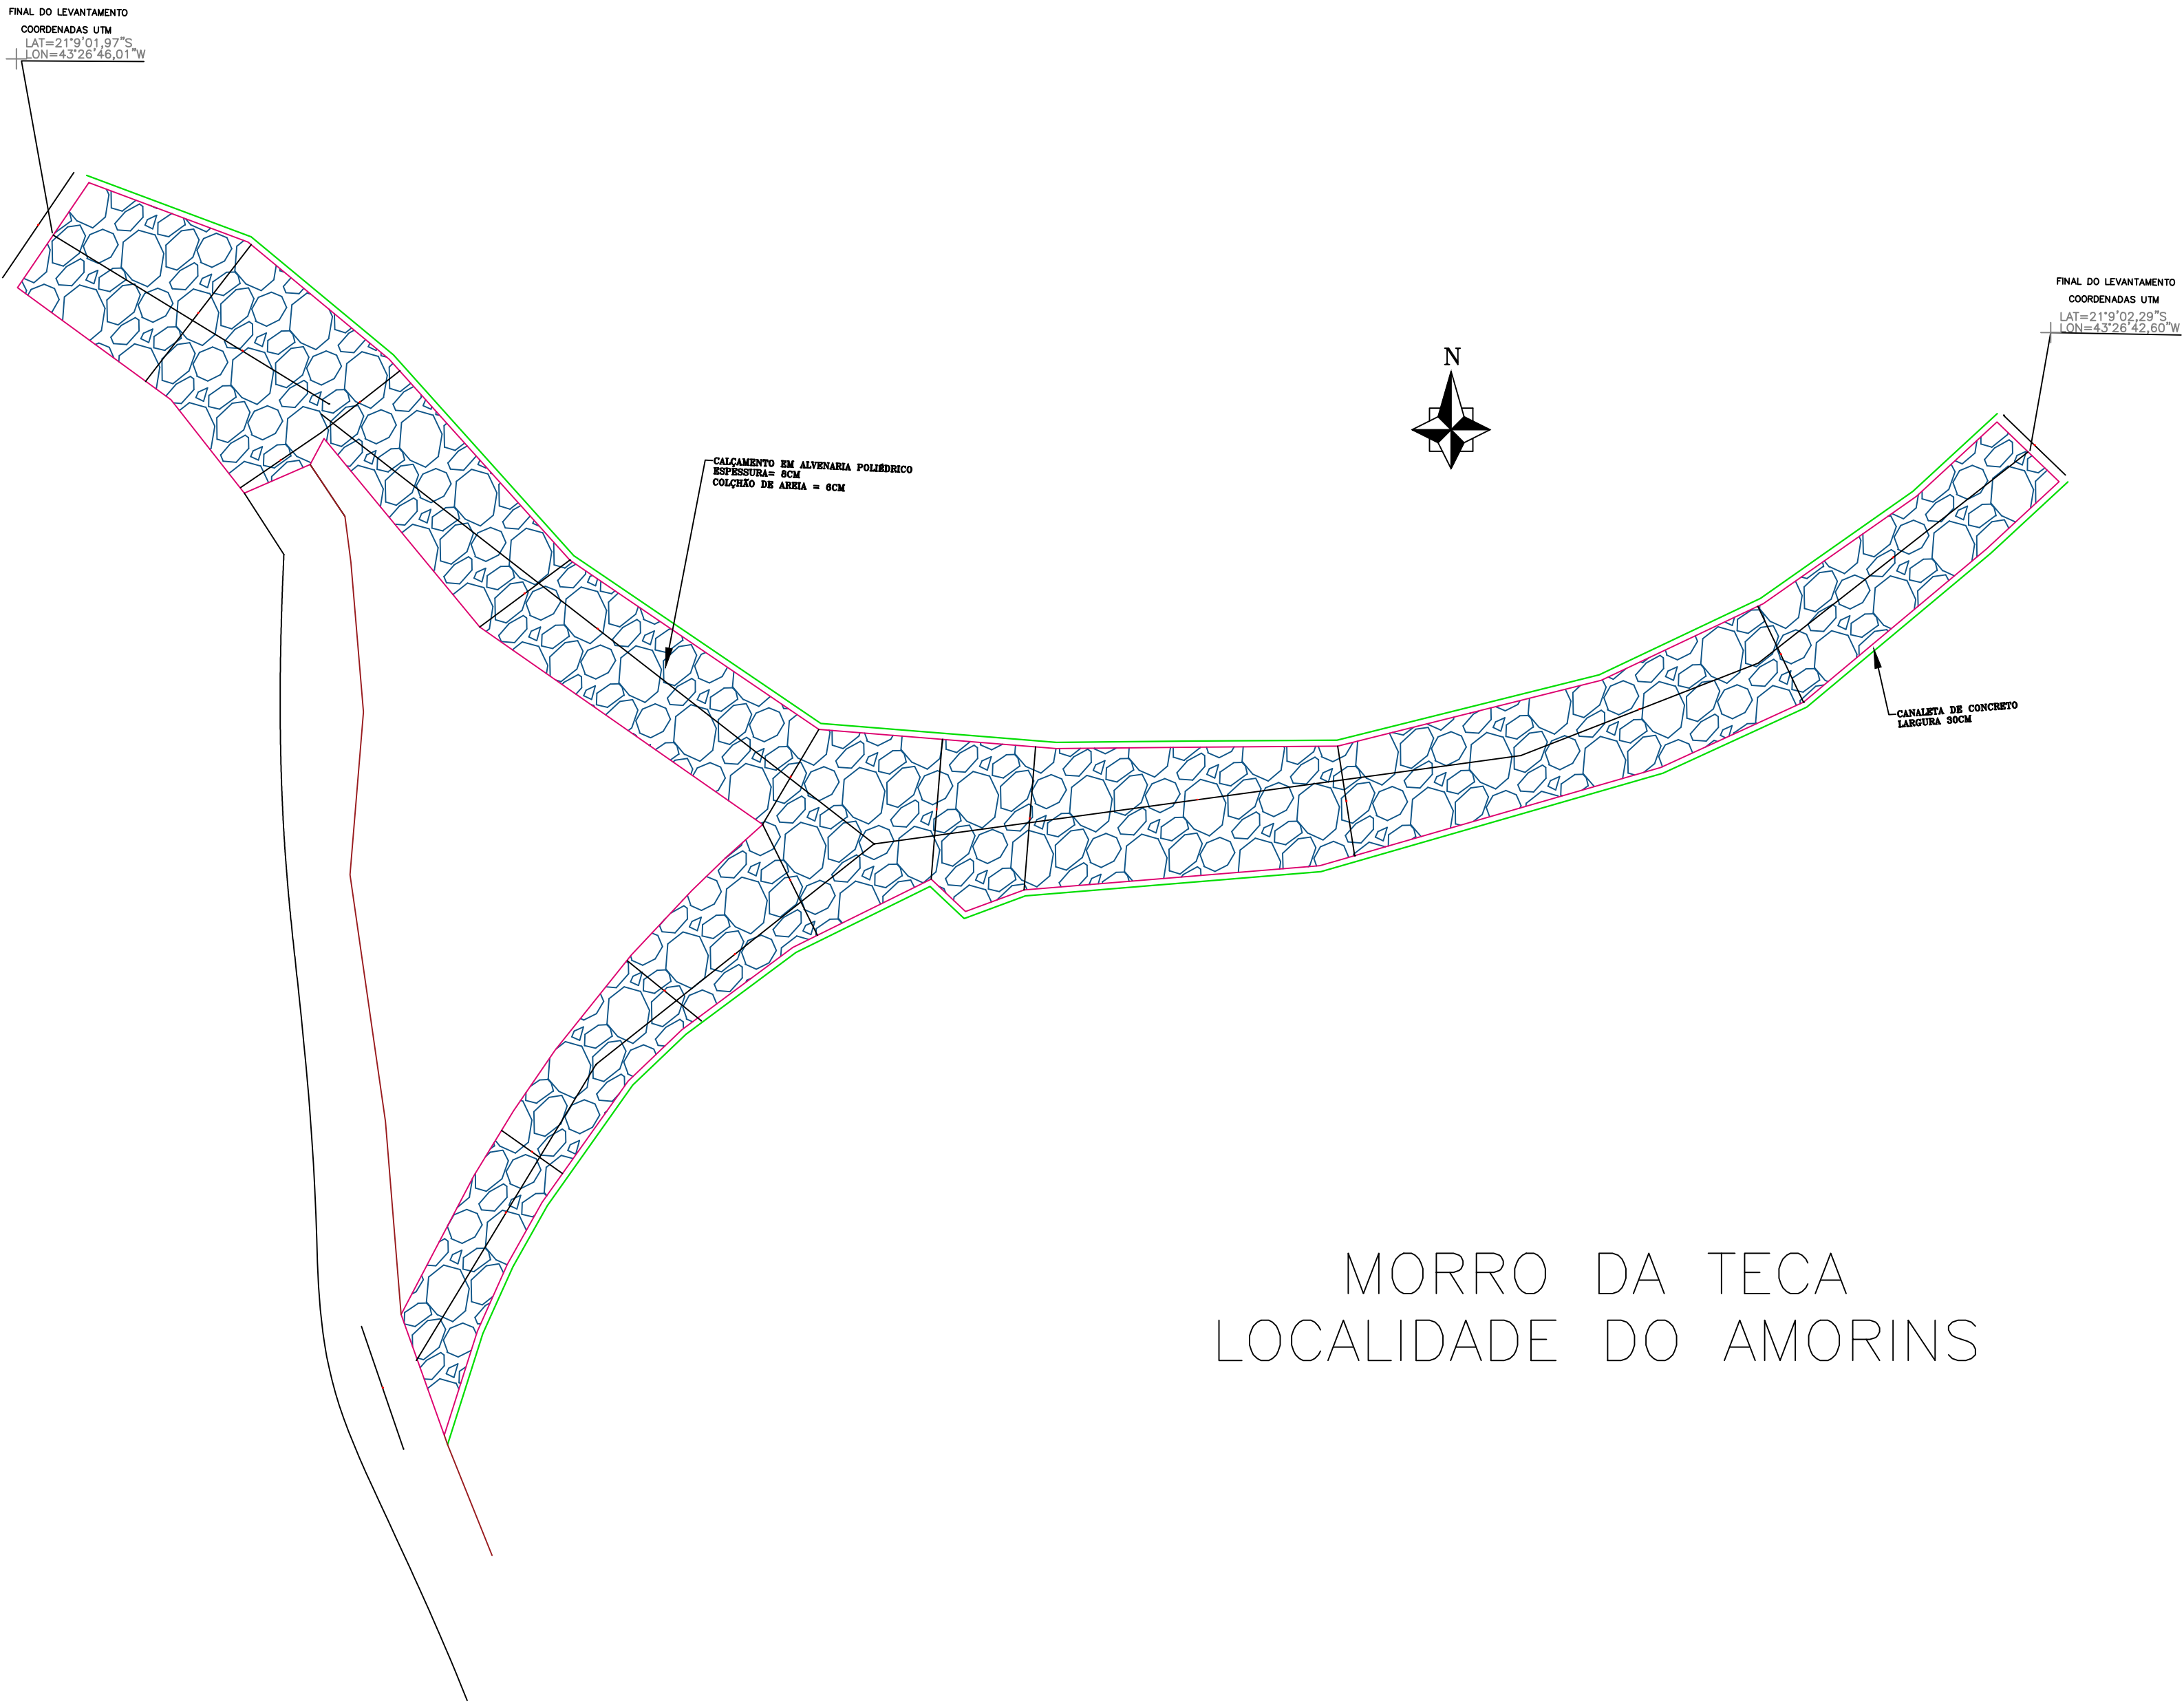 FINAL DO LEVANTAMENTO
COORDENADAS UTM
LAT=21°9'01,97"S
LON=43°26'46,01"W
FINAL DO LEVANTAMENTO
COORDENADAS UTM
LAT=21°9'02,29"S
LON=43°26'42,60"W
N
CALÇAMENTO EM ALVENARIA POLIÉDRICO
ESPESSURA= 8CM
COLÇHÃO DE AREIA = 6CM
CANALETA DE CONCRETO
LARGURA 30CM
MORRO DA TECA
LOCALIDADE DO AMORINS